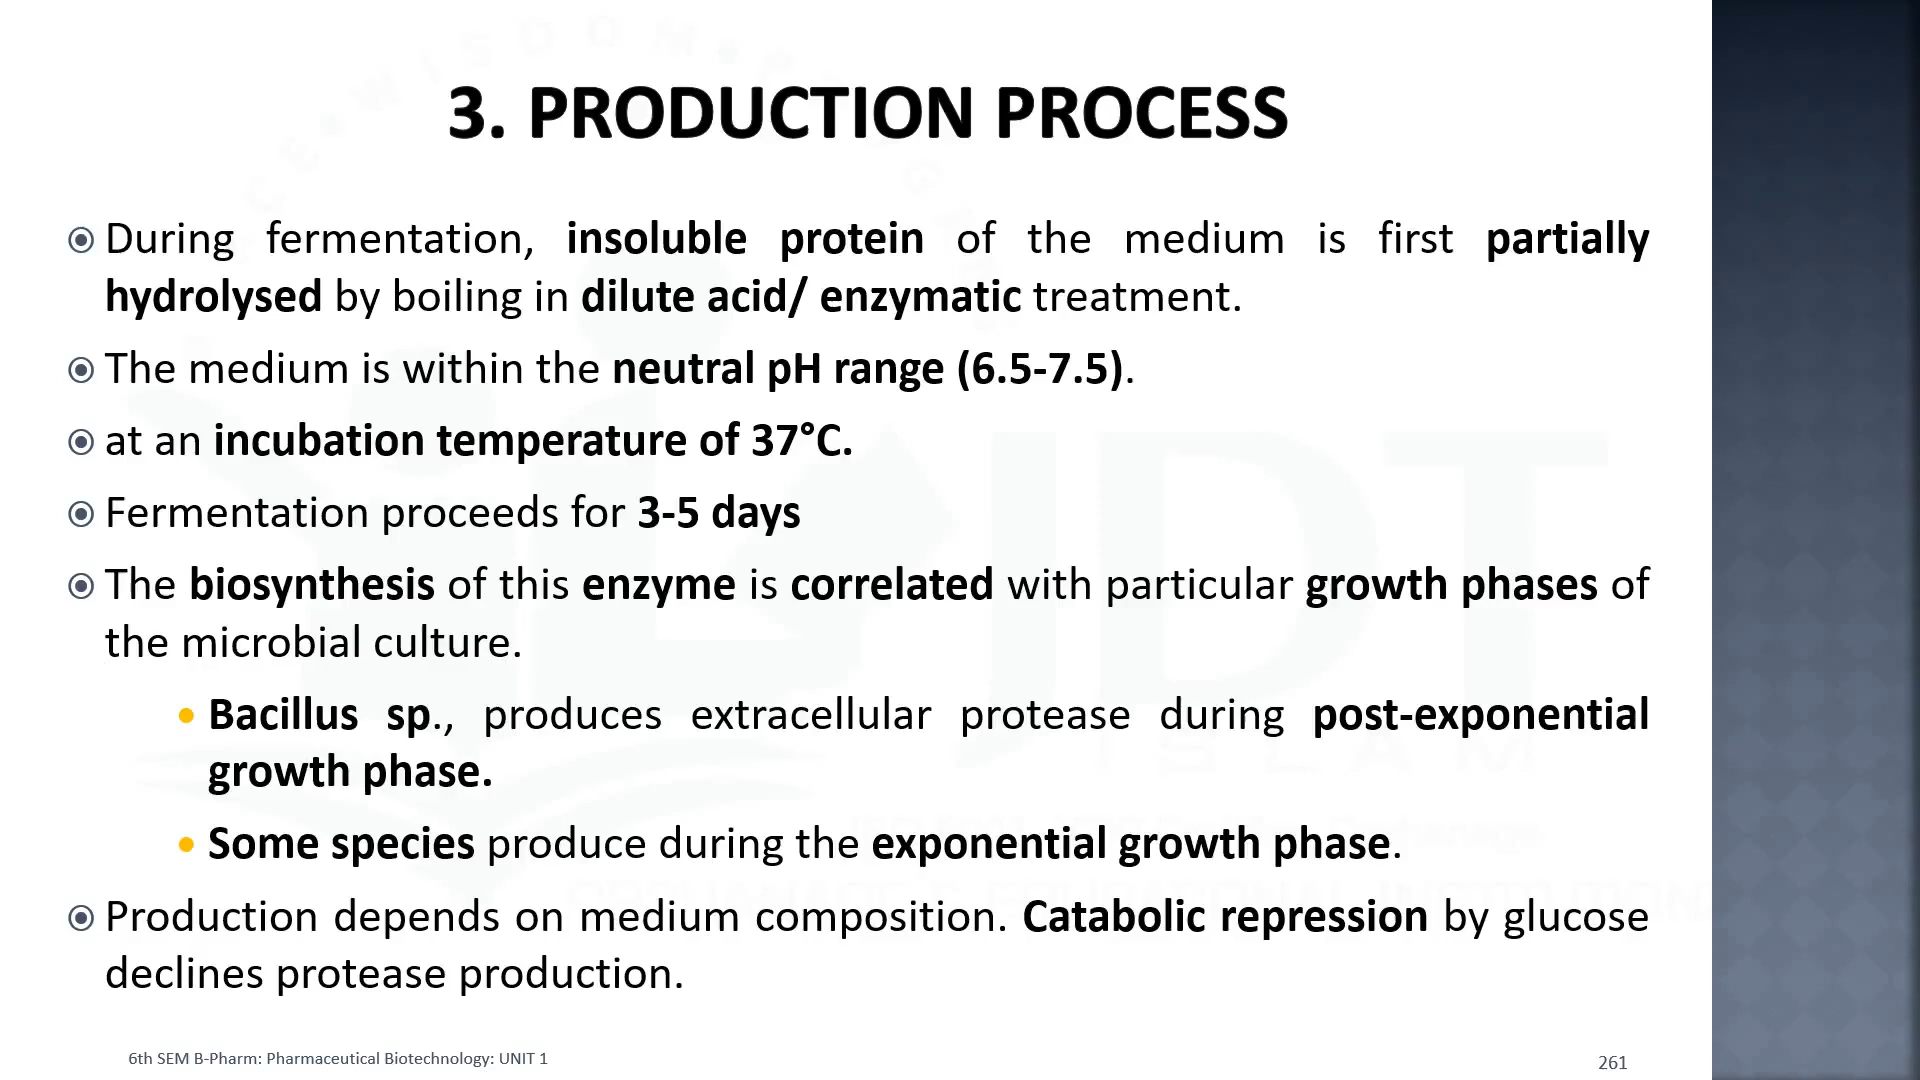 3. PRODUCTION PROCESS
During fermentation, insoluble protein of the medium is first partially
hydrolysed by boiling in dilute acid/ enzymatic treatment.
The medium is within the neutral pH range (6.5-7.5).
at an incubation temperature of 37°C.
Fermentation proceeds for 3-5 days
The biosynthesis of this enzyme is correlated with particular growth phases of
the microbial culture.
Bacillus sp., produces extracellular protease during post-exponential
growth phase.
Some species produce during the exponential growth phase.
Production depends on medium composition. Catabolic repression by glucose
declines protease production.
6th SEM B-Pharm: Pharmaceutical Biotechnology: UNIT 1
261
JDT
ISLAM